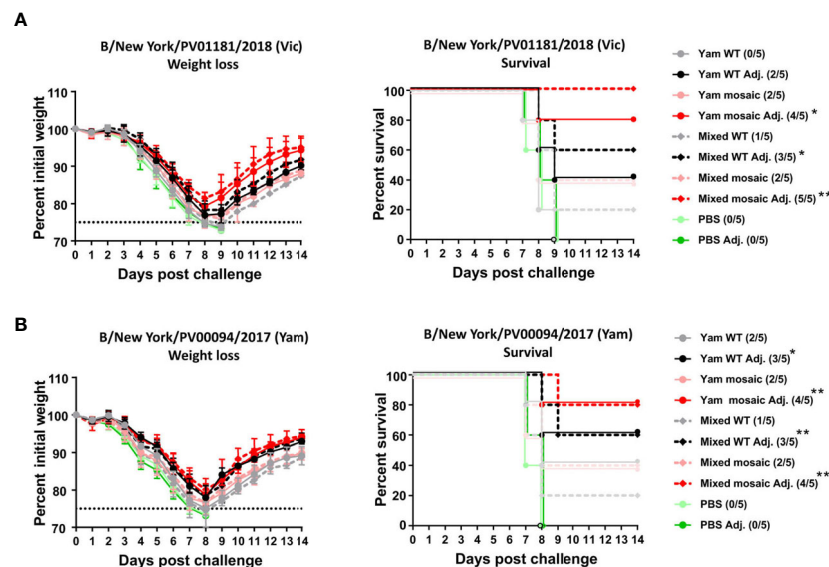 A
B/New York/PV01181/2018 (Vic)
Weight loss
Percent initial weight
110
100
90
80
70
0 1 2 3 4 5 6 7 8 9 10 11 12 13 14
Days post challenge
B/New York/PV01181/2018 (Vic)
Survival
Percent survival
100
80
60
40
20
0
0 1 2 3 4 5 6 7 8 9 10 11 12 13 14
Days post challenge
Yam WT (0/5)
Yam WT Adj. (2/5)
Yam mosaic (2/5)
Yam mosaic Adj. (4/5) *
Mixed WT (1/5)
Mixed WT Adj. (3/5) *
Mixed mosaic (2/5)
Mixed mosaic Adj. (5/5) **
PBS (0/5)
PBS Adj. (0/5)
B
B/New York/PV00094/2017 (Yam)
Weight loss
Percent initial weight
110
100
90
80
70
0 1 2 3 4 5 6 7 8 9 10 11 12 13 14
Days post challenge
B/New York/PV00094/2017 (Yam)
Survival
Percent survival
100
80
60
40
20
0
0 1 2 3 4 5 6 7 8 9 10 11 12 13 14
Days post challenge
Yam WT (2/5)
Yam WT Adj. (3/5) *
Yam mosaic (2/5)
Yam mosaic Adj. (4/5) **
Mixed WT (1/5)
Mixed WT Adj. (3/5) **
Mixed mosaic (2/5)
Mixed mosaic Adj. (4/5) **
PBS (0/5)
PBS Adj. (0/5)